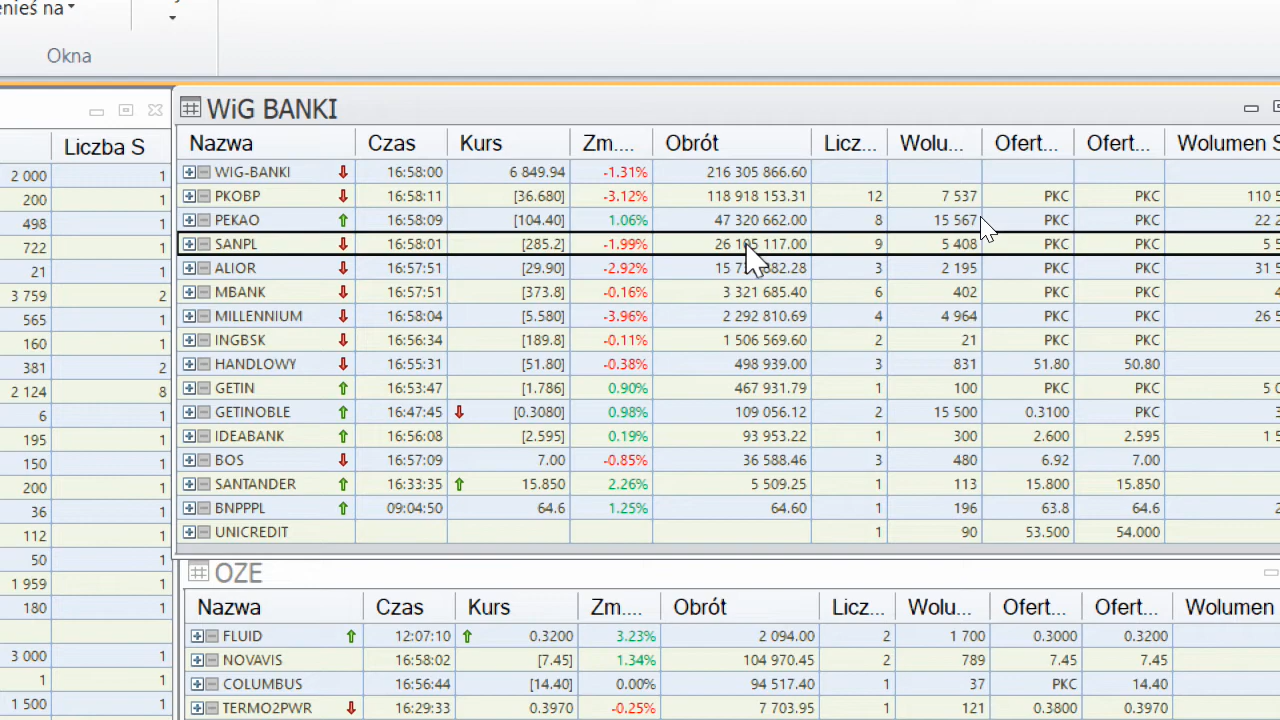 enieś na
Okna
Liczba S
2 000 1
200 1
498 1
722 1
21 1
3 759 2
565 1
160 1
381 2
2 124 8
6 1
195 1
150 1
200 1
36 1
112 1
50 1
1 959 1
180 1
3 000 1
1 1
1 500 1
WiG BANKI
Nazwa Czas Kurs Zm.... Obrót Licz... Wolu... Ofert... Ofert... Wolumen S
WIG-BANKI 16:58:00 6 849.94 -1.31% 216 305 866.60
PKOBP 16:58:11 [36.680] -3.12% 118 918 153.31 12 7 537 PKC PKC 110 5
PEKAO 16:58:09 [104.40] 1.06% 47 320 662.00 8 15 567 PKC PKC 22 2
SANPL 16:58:01 [285.2] -1.99% 26 105 117.00 9 5 408 PKC PKC 5 5
ALIOR 16:57:51 [29.90] -2.92% 3 2 195 PKC PKC 31 5
MBANK 16:57:51 [373.8] -0.16% 3 321 685.40 6 402 PKC PKC 4
MILLENNIUM 16:58:04 [5.580] -3.96% 2 292 810.69 4 4 964 PKC PKC 26 5
INGBSK 16:56:34 [189.8] -0.11% 1 506 569.60 2 21 PKC PKC
HANDLOWY 16:55:31 [51.80] -0.38% 498 939.00 3 831 51.80 50.80
GETIN 16:53:47 [1.786] 0.90% 467 931.79 1 100 PKC PKC 5 0
GETINOBLE 16:47:45 [0.3080] 0.98% 109 056.12 2 15 500 0.3100 PKC
IDEABANK 16:56:08 [2.595] 0.19% 93 953.22 1 300 2.600 2.595 1 5
BOS 16:57:09 7.00 -0.85% 36 588.46 3 480 6.92 7.00
SANTANDER 16:33:35 15.850 2.26% 5 509.25 1 113 15.800 15.850
BNPPPL 09:04:50 64.6 1.25% 64.60 1 196 63.8 64.6
UNICREDIT 1 90 53.500 54.000
OZE
Nazwa Czas Kurs Zm.... Obrót Licz... Wolu... Ofert... Ofert... Wolumen
FLUID 12:07:10 0.3200 3.23% 2 094.00 2 1 700 0.3000 0.3200
NOVAVIS 16:58:02 [7.45] 1.34% 104 970.45 2 789 7.45 7.45
COLUMBUS 16:56:44 [14.40] 0.00% 94 517.40 1 37 PKC 14.40
TERMO2PWR 16:29:33 0.3970 -0.25% 7 703.95 1 121 0.3800 0.3970